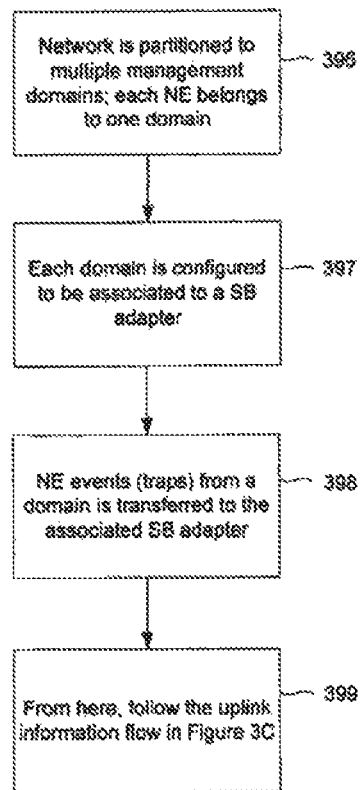 Network is partitioned to
multiple management
domains; each NE belongs
to one domain
396
Each domain is configured
to be associated to a SB
adapter
397
NE events (traps) from a
domain is transferred to the
associated SB adapter
398
From here, follow the uplink
information flow in Figure 3C
399